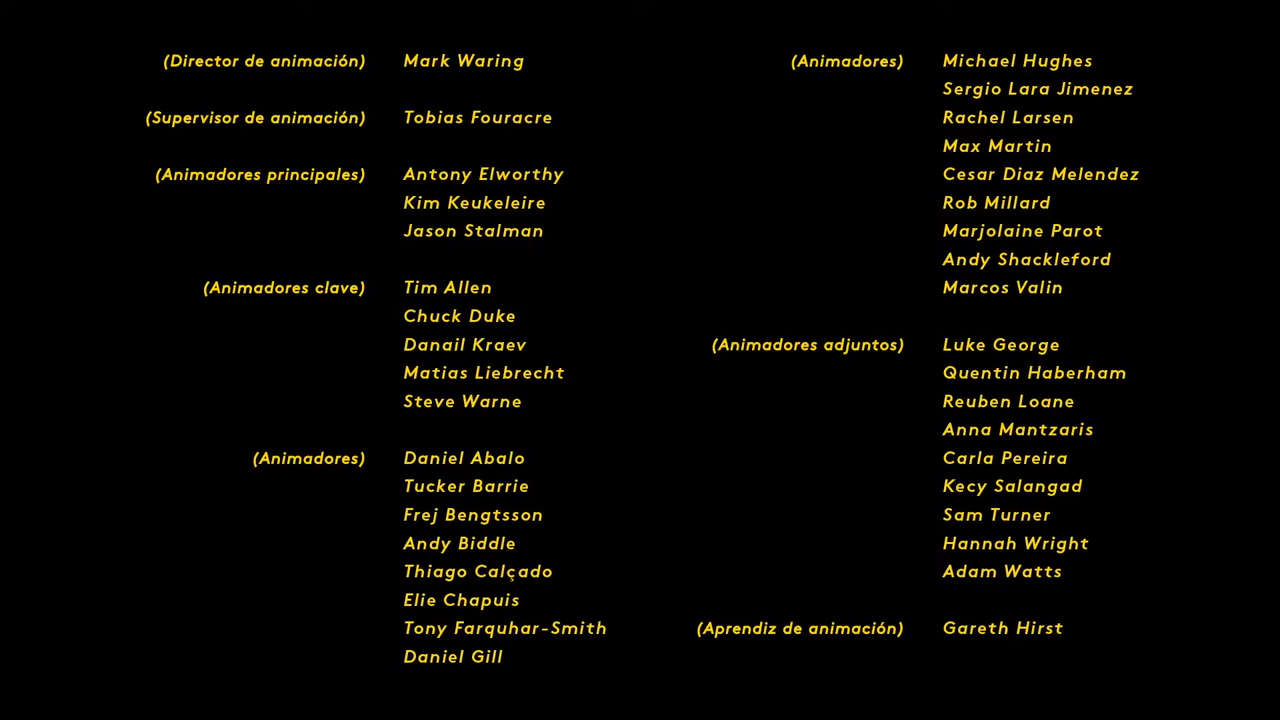 (Director de animación) Mark Waring
(Supervisor de animación) Tobias Fouracre
(Animadores principales) Antony Elworthy
Kim Keukeleire
Jason Stalman
(Animadores clave) Tim Allen
Chuck Duke
Danail Kraev
Matias Liebrecht
Steve Warne
(Animadores) Daniel Abalo
Tucker Barrie
Frej Bengtsson
Andy Biddle
Thiago Calçado
Elie Chapuis
Tony Farquhar-Smith
Daniel Gill
(Animadores) Michael Hughes
Sergio Lara Jimenez
Rachel Larsen
Max Martin
Cesar Diaz Melendez
Rob Millard
Marjolaine Parot
Andy Shackleford
Marcos Valin
(Animadores adjuntos) Luke George
Quentin Haberham
Reuben Loane
Anna Mantzaris
Carla Pereira
Kecy Salangad
Sam Turner
Hannah Wright
Adam Watts
(Aprendiz de animación) Gareth Hirst